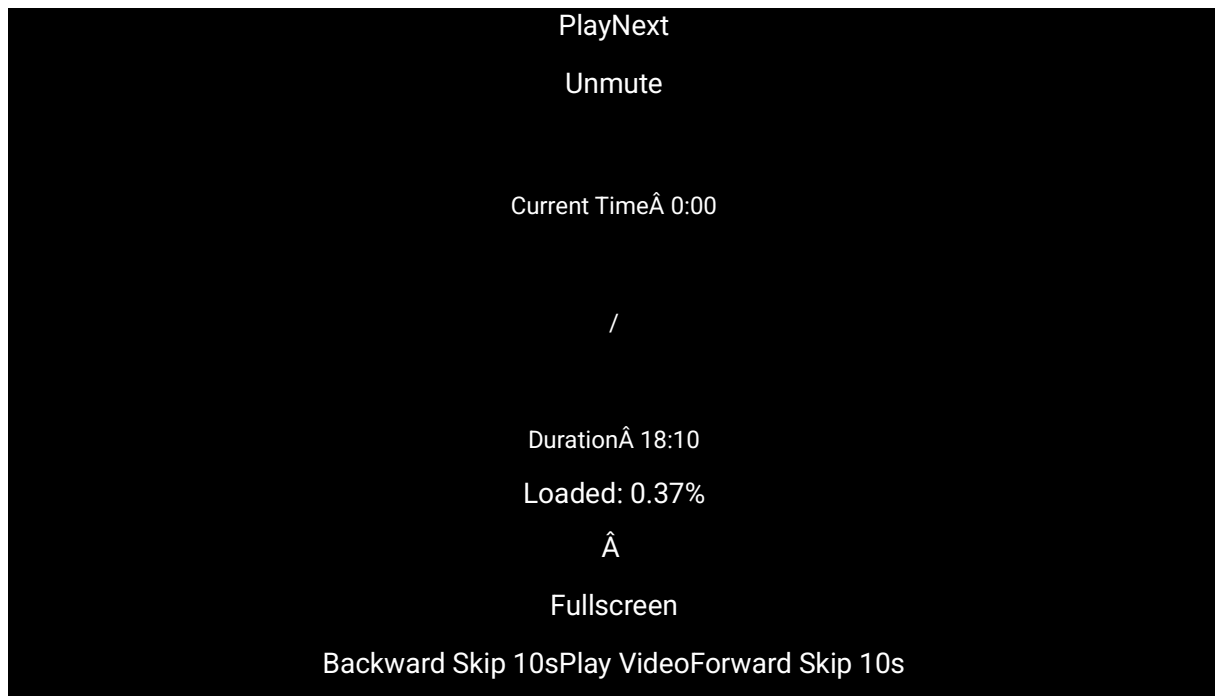 PlayNext
Unmute
Current TimeÂ 0:00
/
DurationÂ 18:10
Loaded: 0.37%
Â
Fullscreen
Backward Skip 10sPlay VideoForward Skip 10s